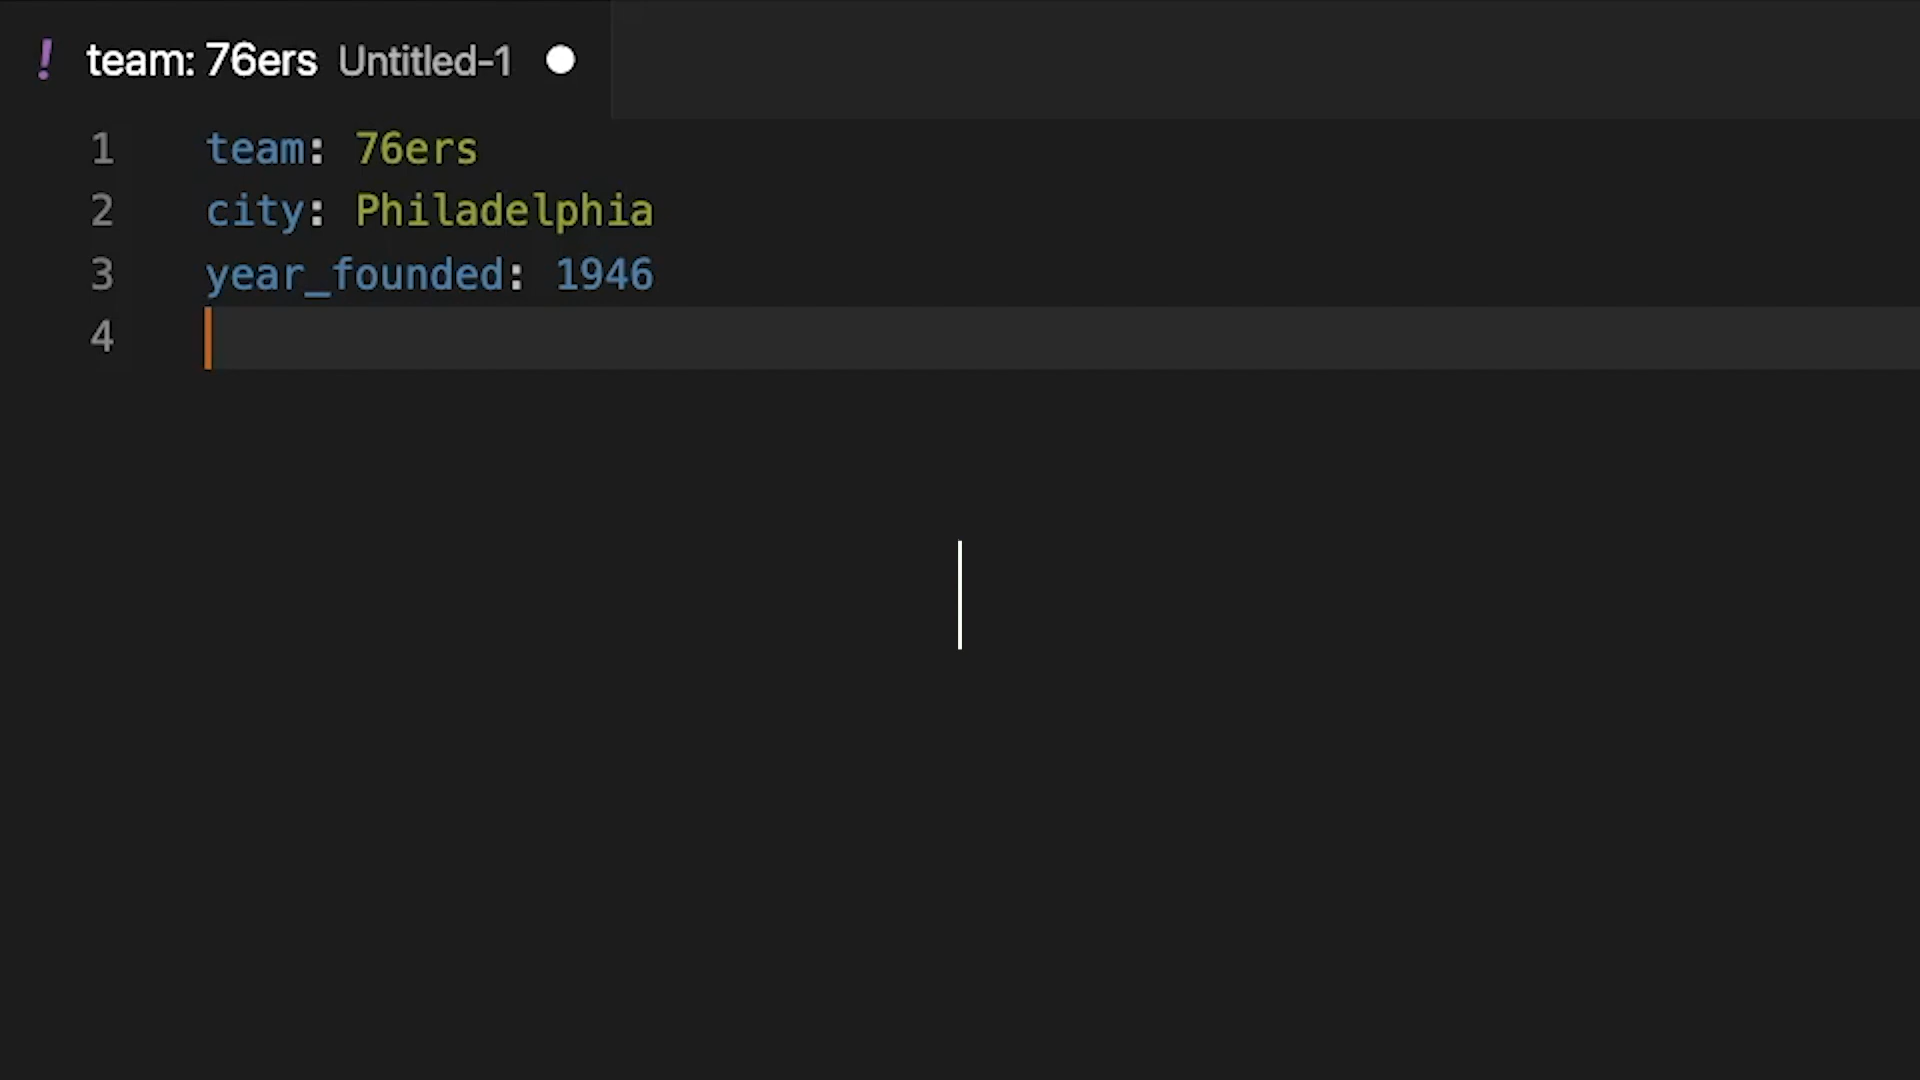 ! team: 76ers Untitled-1
1 team: 76ers
2 city: Philadelphia
3 year_founded: 1946
4